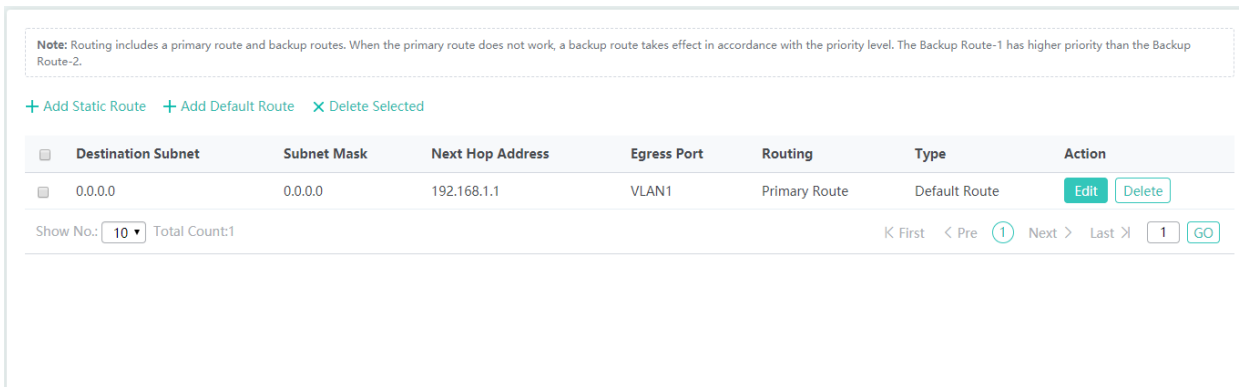 Note: Routing includes a primary route and backup routes. When the primary route does not work, a backup route takes effect in accordance with the priority level. The Backup Route-1 has higher priority than the Backup
Route-2.
Add Static Route Add Default Route Delete Selected
Destination Subnet Subnet Mask Next Hop Address Egress Port Routing Type Action
0.0.0.0 0.0.0.0 192.168.1.1 VLAN1 Primary Route Default Route Edit Delete
Show No.: 10 Total Count:1 First Pre 1 Next Last 1 GO